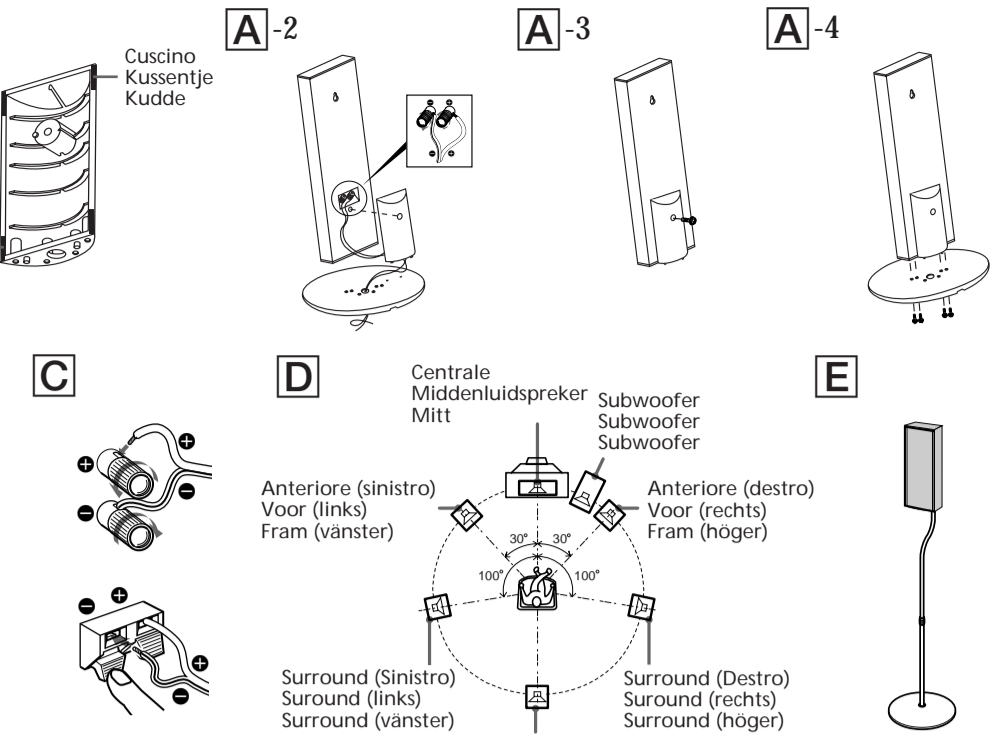 A-2
A-3
A-4
Cuscino
Kussentje
Kudde
C
D
E
Centrale
Middenluidspreker
Mitt
Subwoofer
Subwoofer
Subwoofer
Anteriore (sinistro)
Voor (links)
Fram (vänster)
Anteriore (destro)
Voor (rechts)
Fram (höger)
30° 30°
100° 100°
Surround (Sinistro)
Suround (links)
Surround (vänster)
Surround (Destro)
Suround (rechts)
Surround (höger)